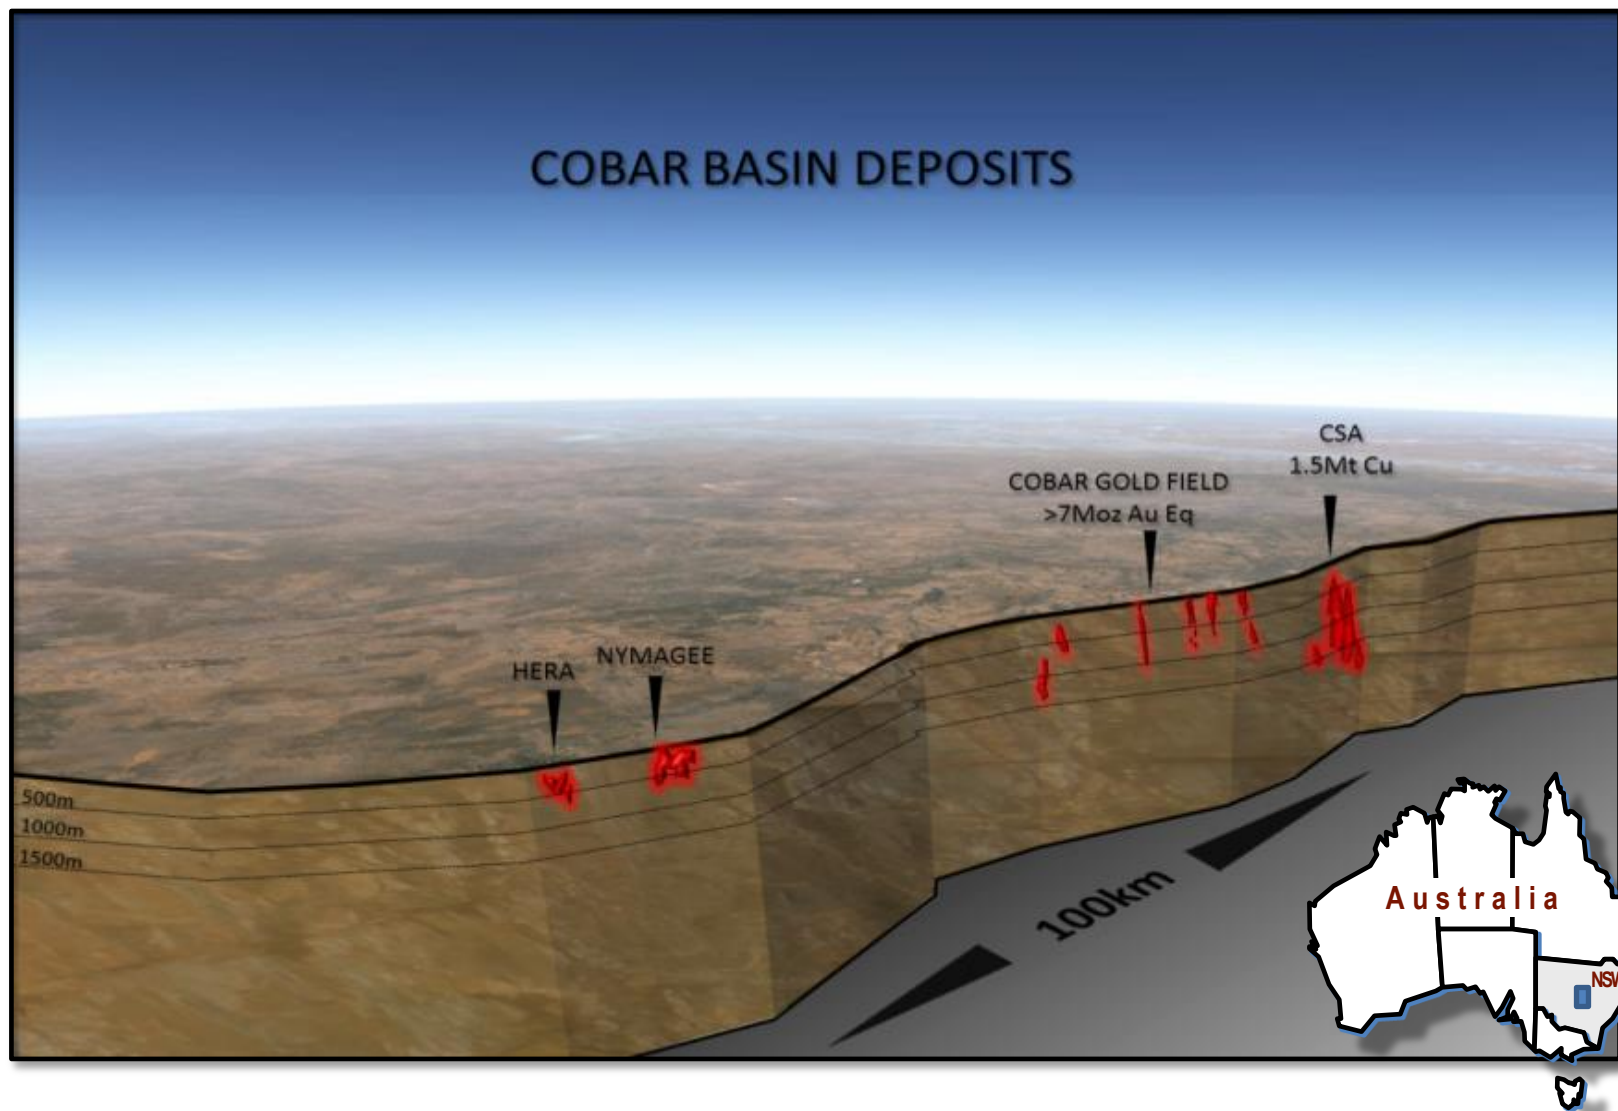 COBAR BASIN DEPOSITS
CSA
1.5Mt Cu
COBAR GOLD FIELD
>7Moz Au Eq
NYMAGEE
HERA
500m
1000m
1500m
100km
Australia
NSW